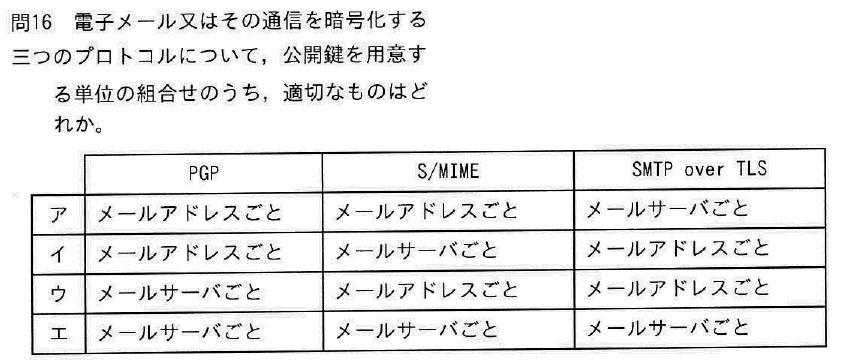 問16　電子メール又はその通信を暗号化する
三つのプロトコルについて，公開鍵を用意す
る単位の組合せのうち，適切なものはど
れか。
PGP S/MIME SMTP over TLS
ア メールアドレスごと メールアドレスごと メールサーバごと
イ メールアドレスごと メールサーバごと メールアドレスごと
ウ メールサーバごと メールアドレスごと メールアドレスごと
エ メールサーバごと メールサーバごと メールサーバごと